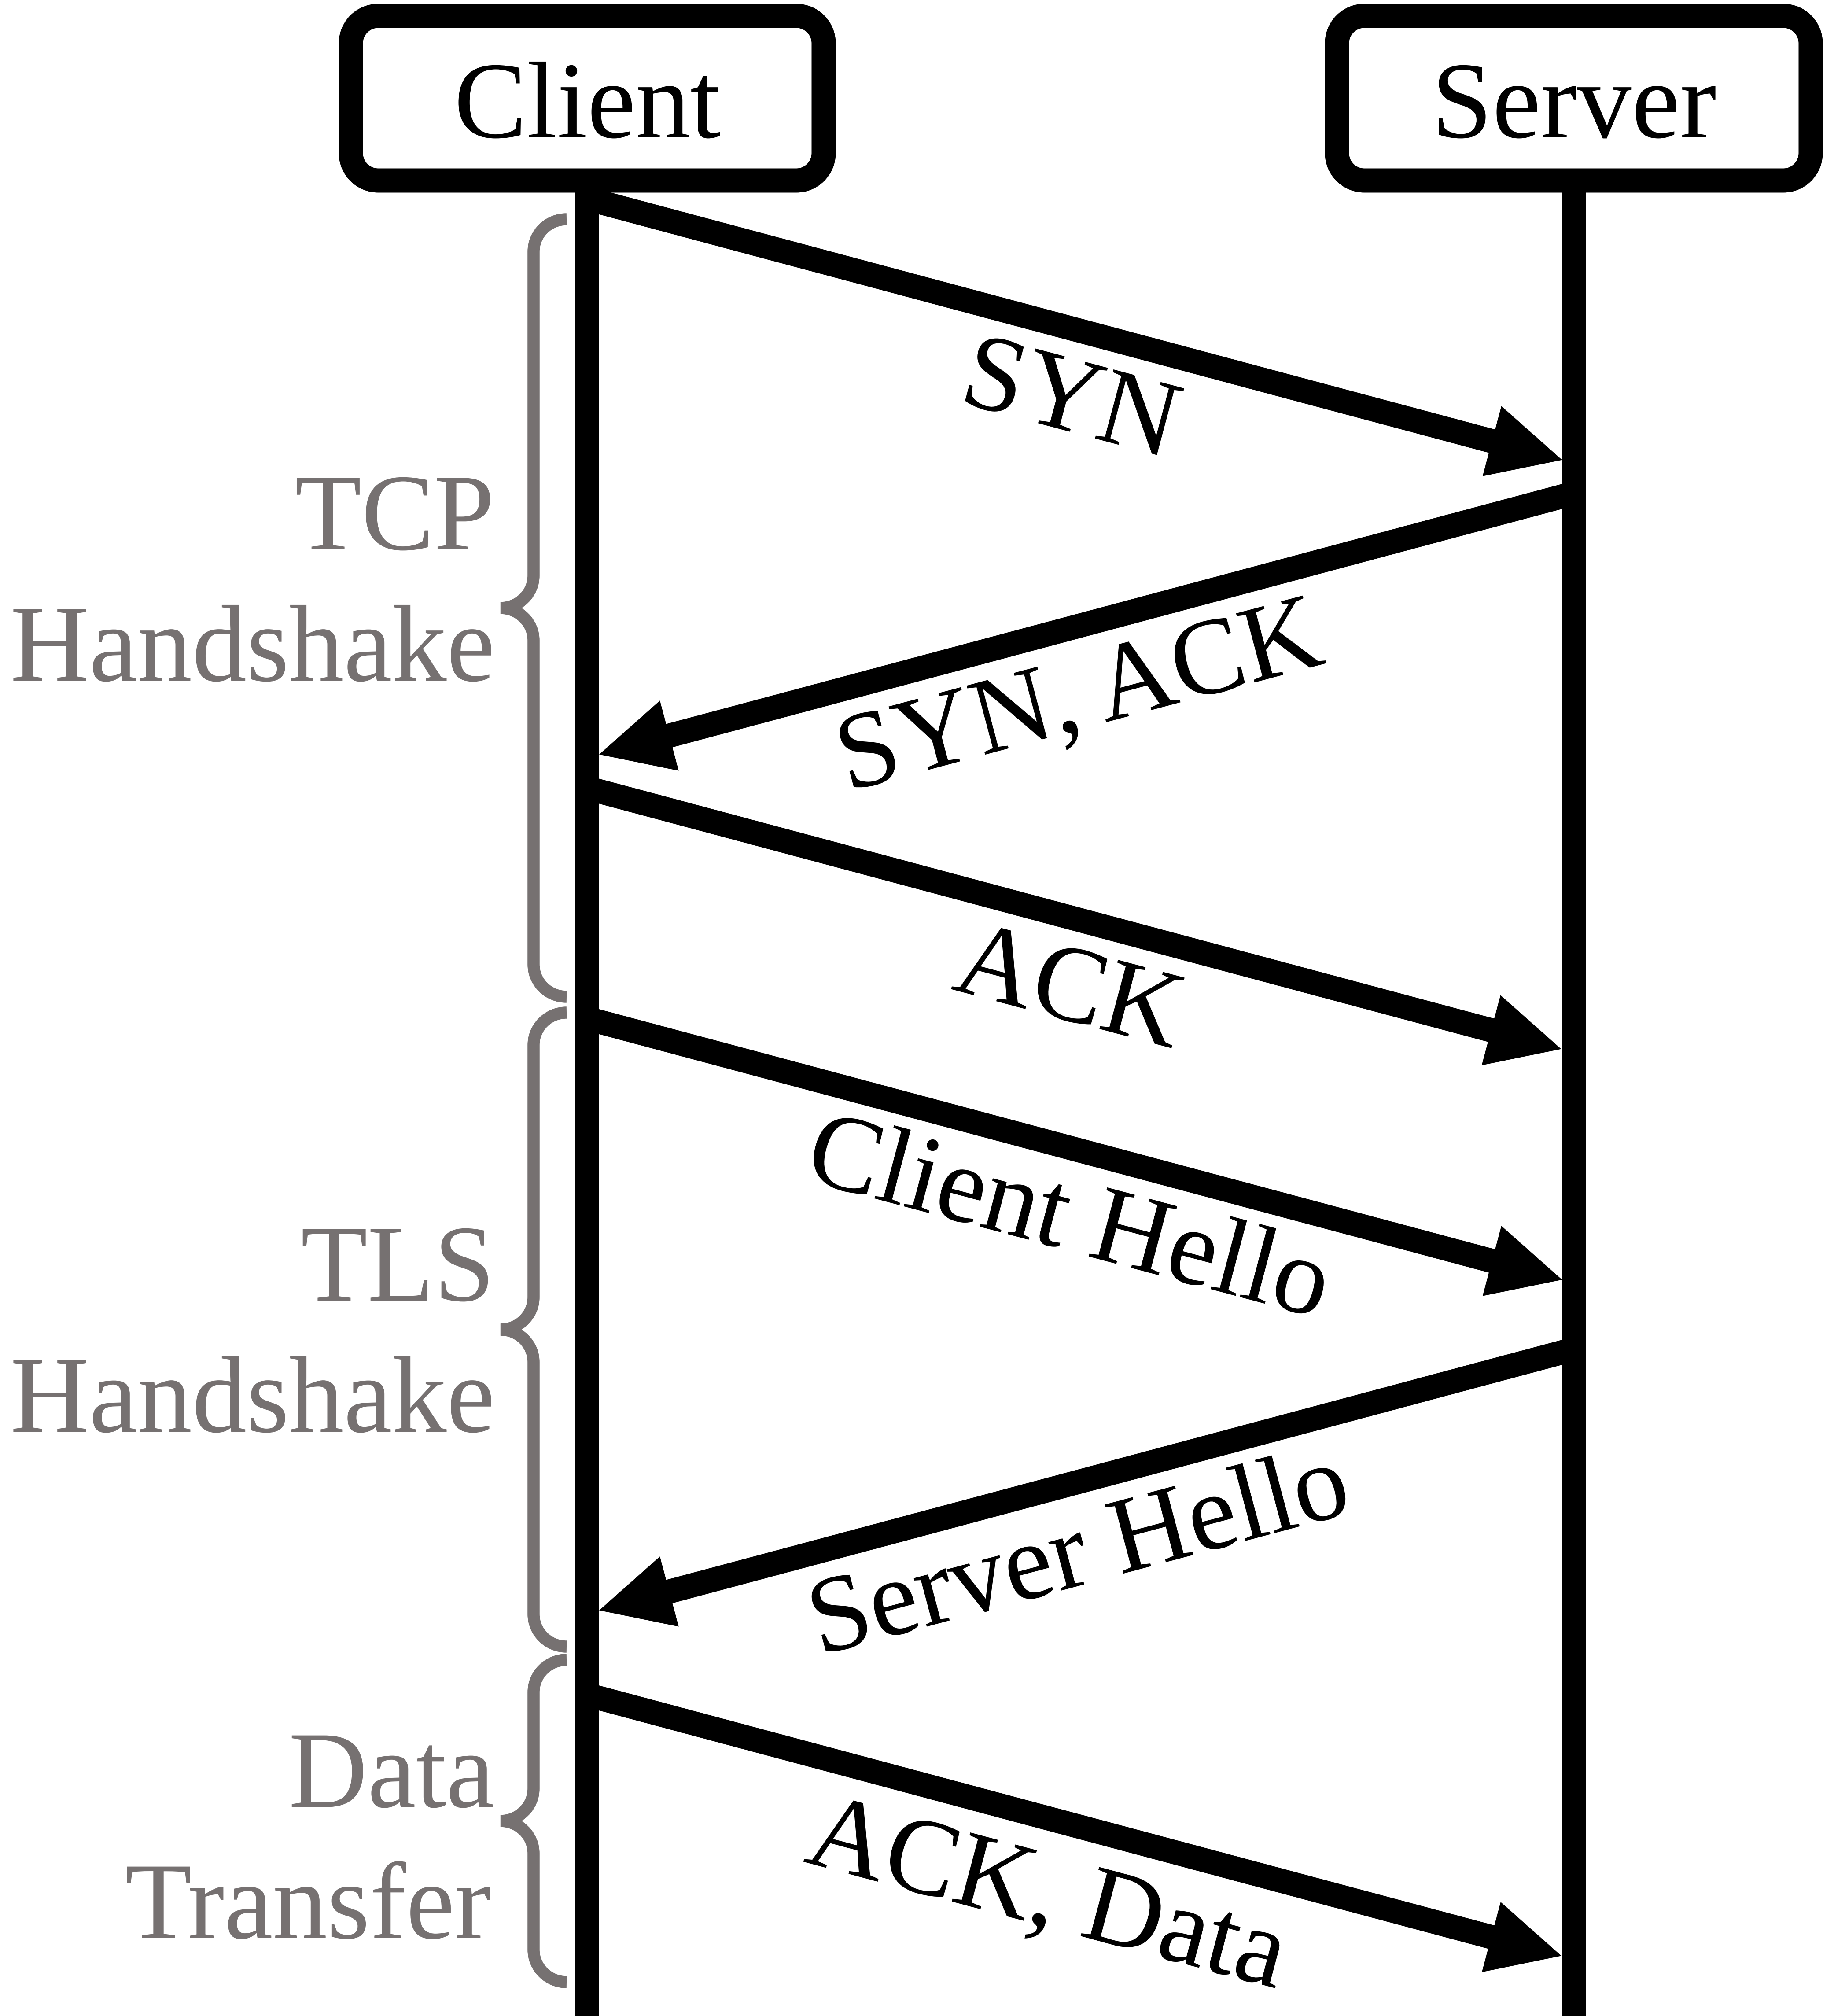 Client
Server
SYN
TCP
Handshake
SYN, ACK
ACK
Client Hello
TLS
Handshake
Server Hello
Data
Transfer
ACK, Data